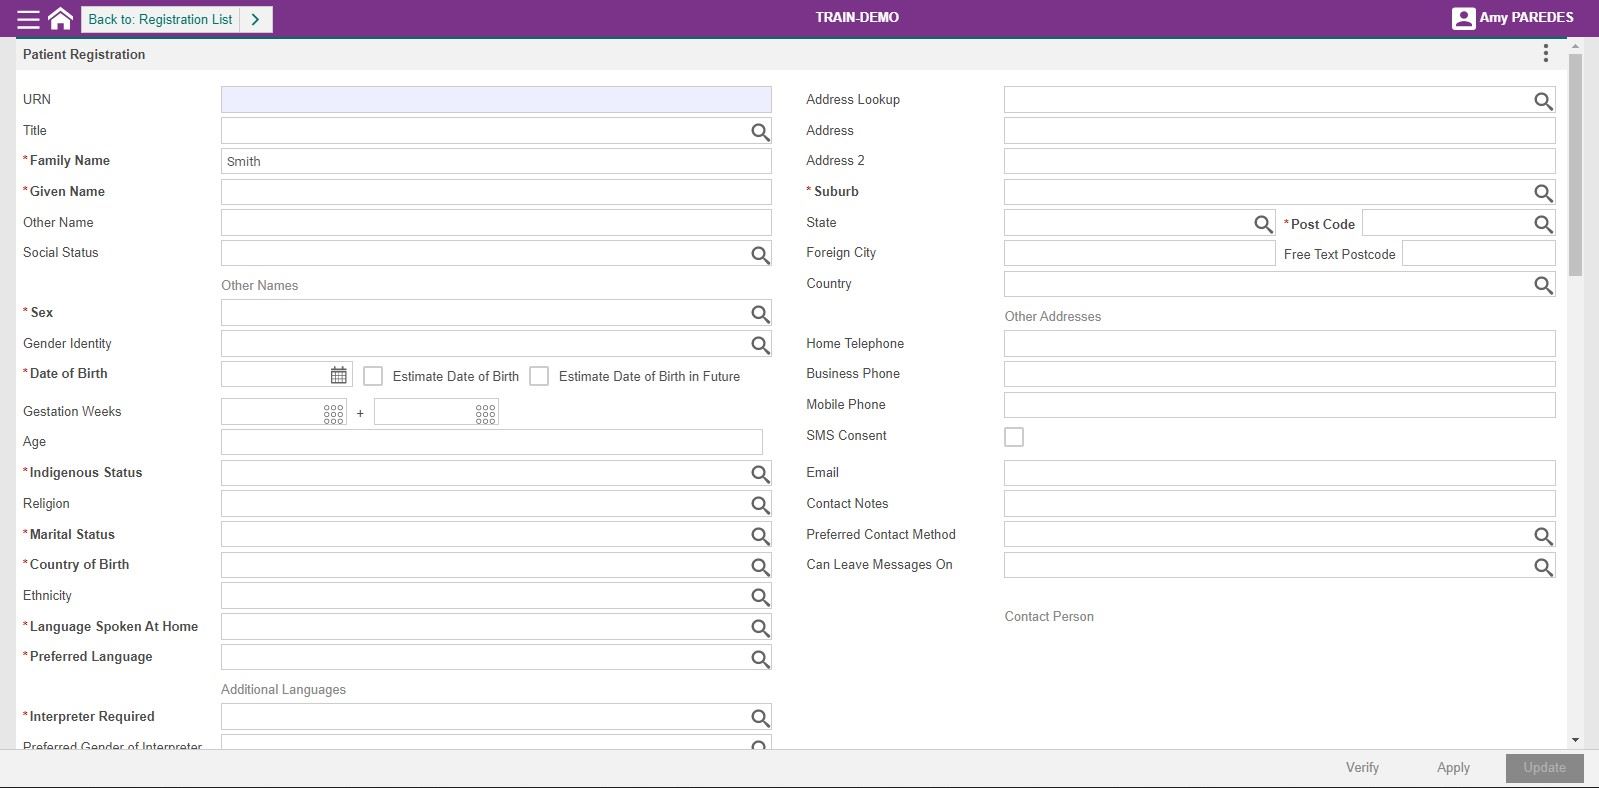 Back to: Registration List
TRAIN-DEMO
Amy PAREDES
Patient Registration
URN
Title
* Family Name Smith
* Given Name
Other Name
Social Status
Other Names
* Sex
Gender Identity
* Date of Birth Estimate Date of Birth Estimate Date of Birth in Future
Gestation Weeks +
Age
* Indigenous Status
Religion
* Marital Status
* Country of Birth
Ethnicity
* Language Spoken At Home
* Preferred Language
Additional Languages
* Interpreter Required
Preferred Gender of Interpreter
Address Lookup
Address
Address 2
* Suburb
State * Post Code
Foreign City Free Text Postcode
Country
Other Addresses
Home Telephone
Business Phone
Mobile Phone
SMS Consent
Email
Contact Notes
Preferred Contact Method
Can Leave Messages On
Contact Person
Verify Apply Update